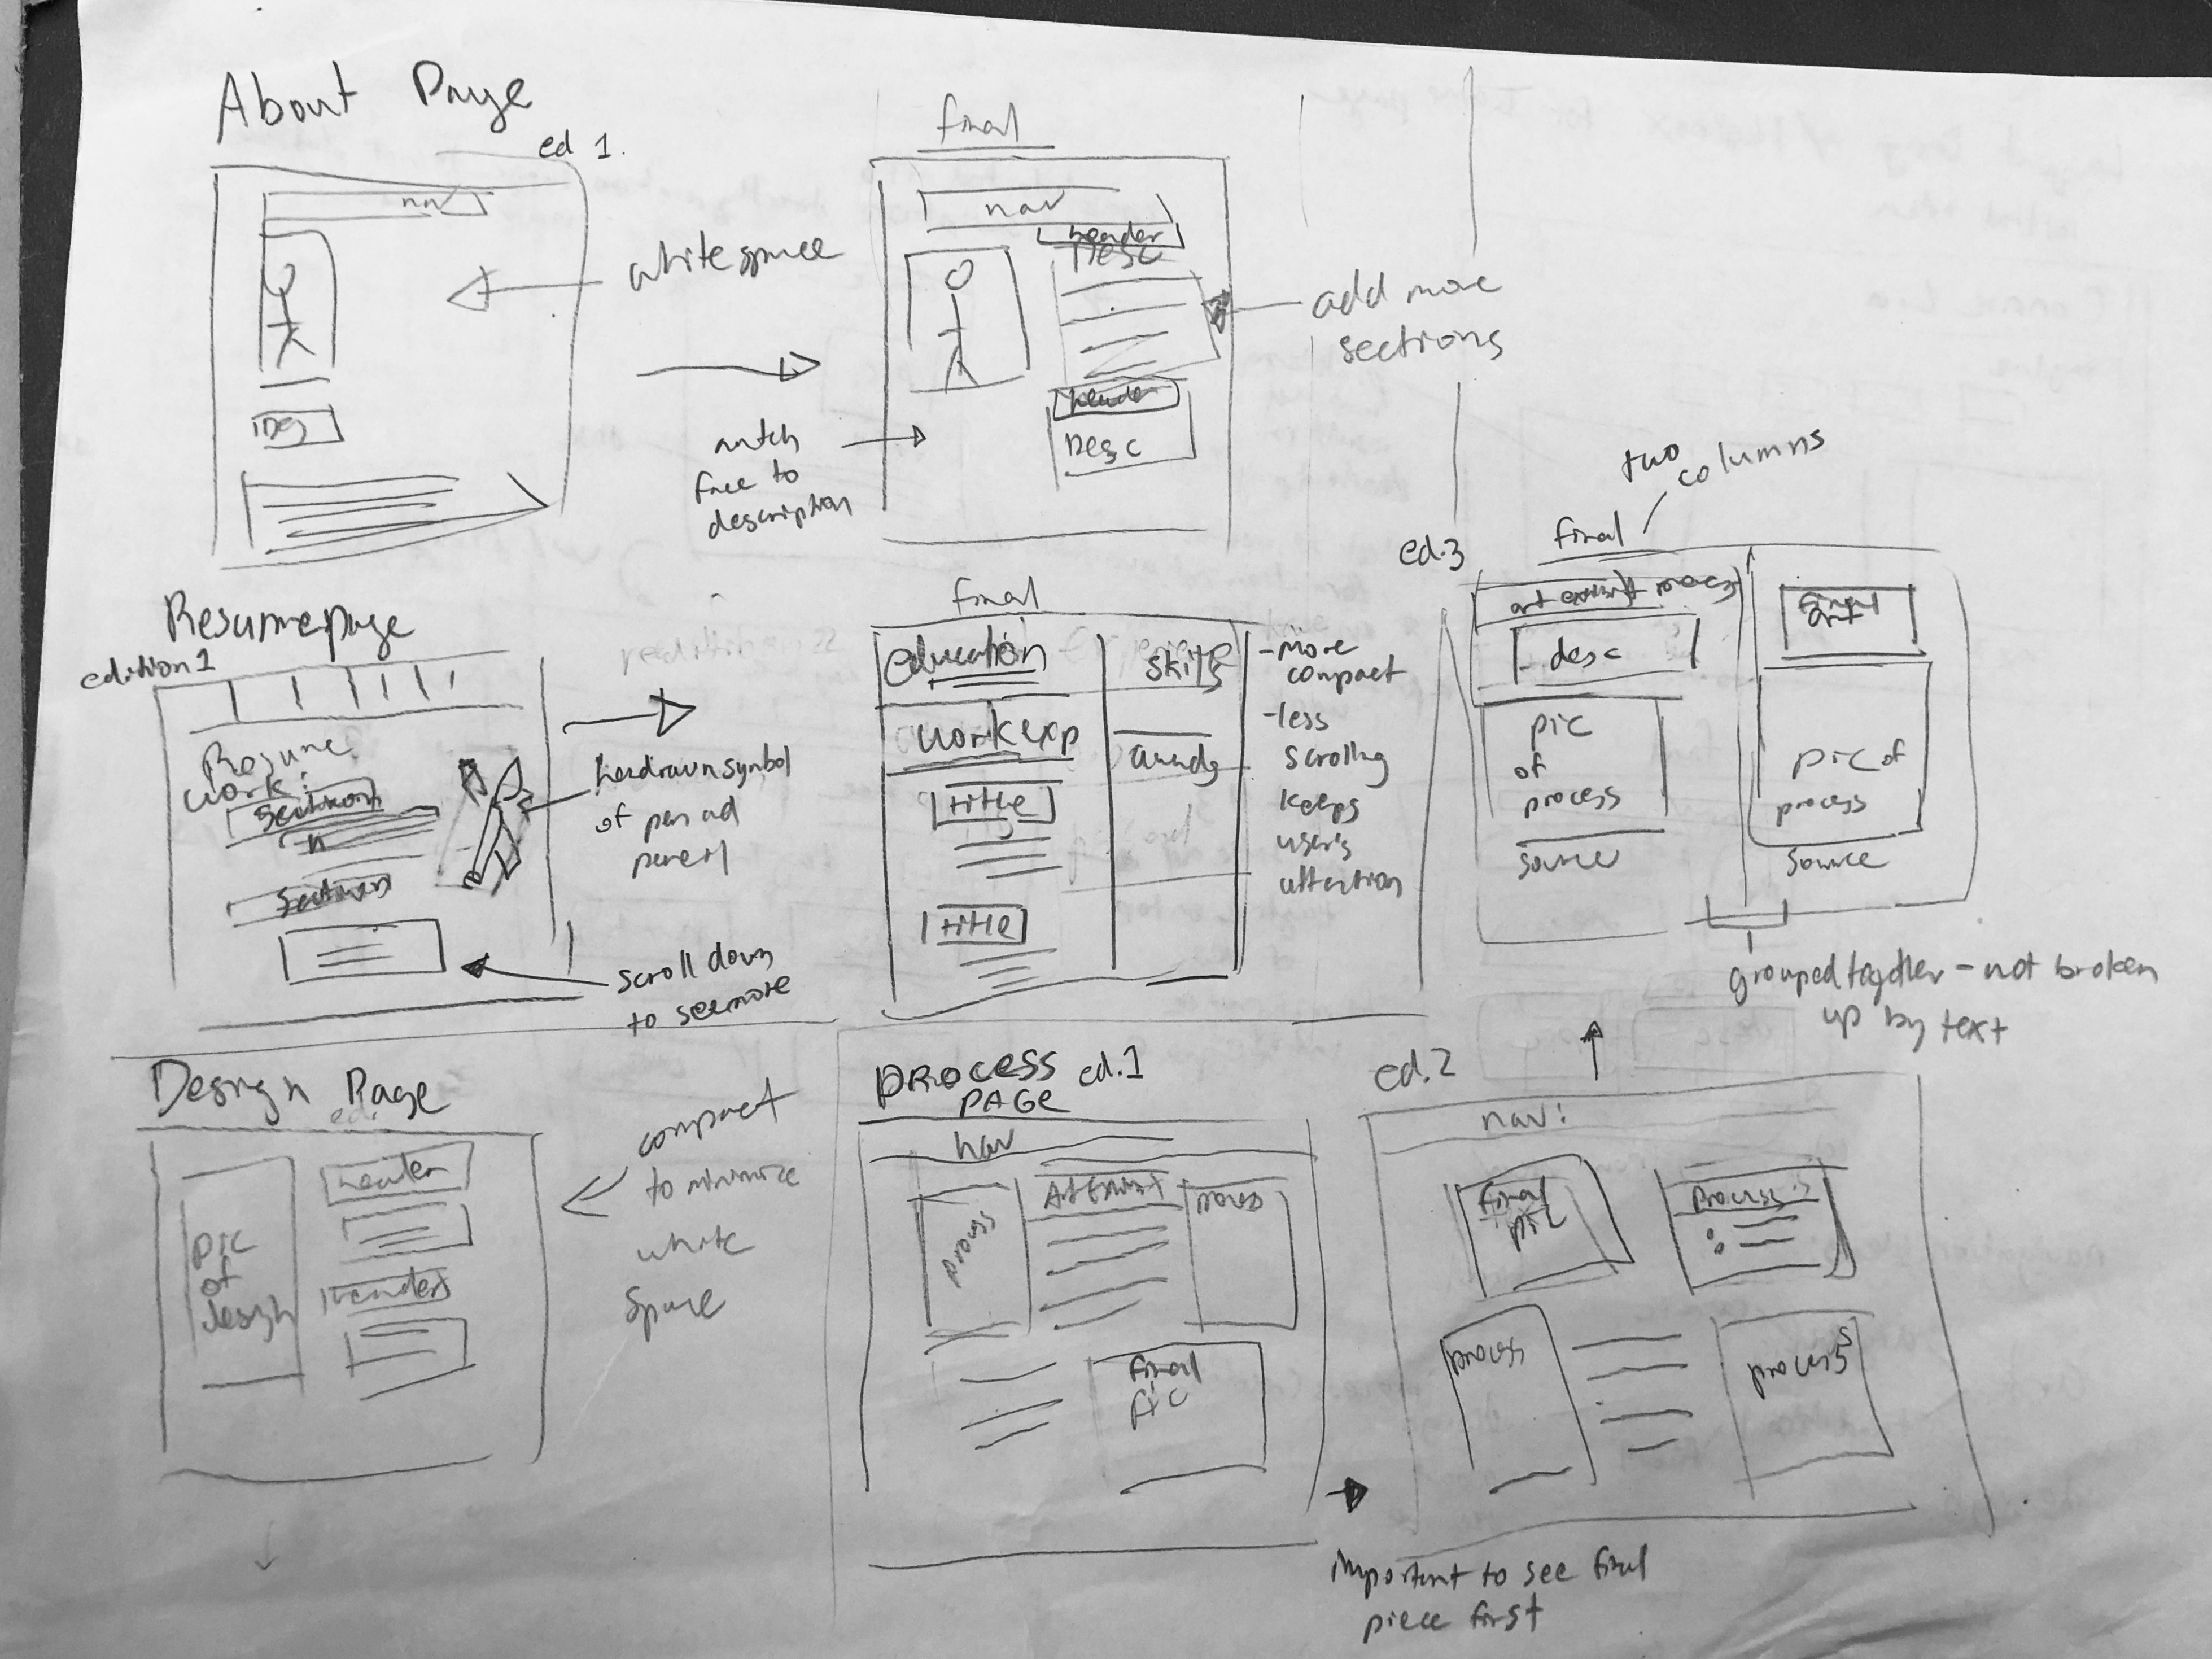 About Page
ed 1.
nav
white space
IDG
final
nav
header
Desc
header
Desc
add more
sections
match
face to
description
Resume page
edition 1
Resume
work:
Section
Section
handrawn symbol
of pen ad
pencil
scroll down
to see more
final
education
skills
work exp
awards
title
title
-more
compact
-less
scrolling
keeps
user's
attention
two
columns
ed.3
final
art exhibit process
desc
pic
of
process
source
final
pic of
process
source
grouped together - not broken
up by text
Design Page
ed:
pic
of
design
header
header
compact
to minimize
white
space
PROCESS
PAGE
ed.1
nav
process
Art Exhibit
process
final
pic
ed.2
nav:
final
pic
Process:
process
process
important to see final
piece first